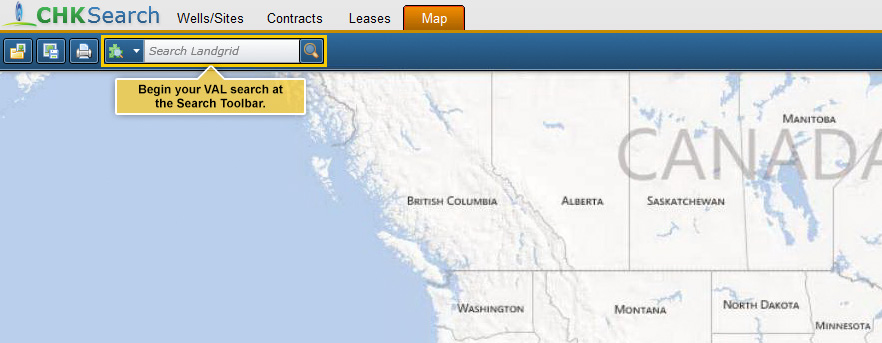 CHKSearch
Wells/Sites
Contracts
Leases
Map
Search Landgrid
Begin your VAL search at
the Search Toolbar.
MANITOBA
CANADA
BRITISH COLUMBIA
ALBERTA
SASKATCHEWAN
WASHINGTON
MONTANA
NORTH DAKOTA
MINNESOTA